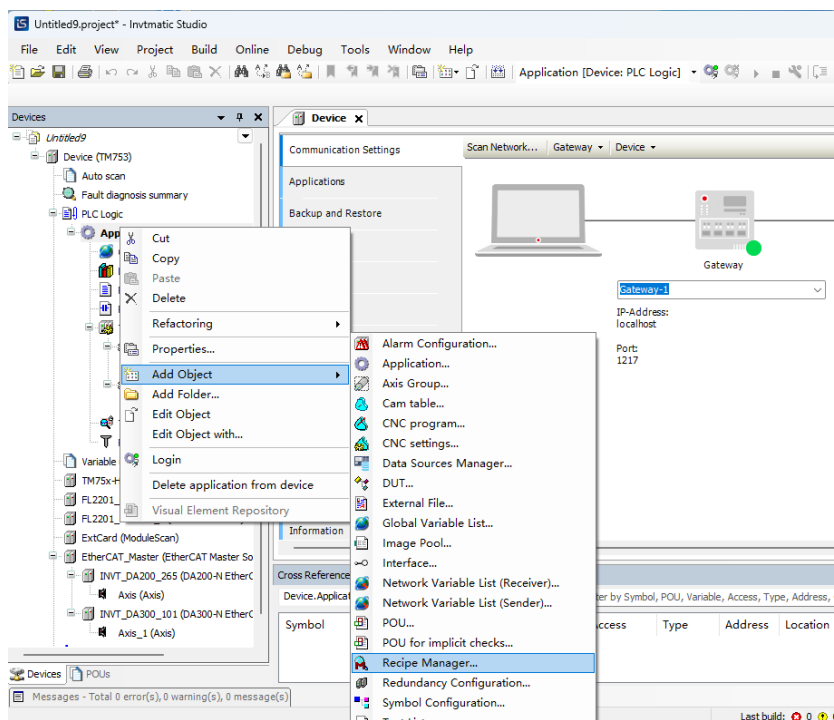 Untitled9.project* - Invtmatic Studio
File Edit View Project Build Online Debug Tools Window Help
Application [Device: PLC Logic]
Devices
Device
Untitled9
Device (TM753)
Auto scan
Fault diagnosis summary
PLC Logic
App
Variable
TM75x-H
FL2201_
FL2201_
ExtCard (ModuleScan)
EtherCAT_Master (EtherCAT Master So
INVT_DA200_265 (DA200-N EtherC
Axis (Axis)
INVT_DA300_101 (DA300-N EtherC
Axis_1 (Axis)
Devices POUs
Messages - Total 0 error(s), 0 warning(s), 0 message(s)
Cut
Copy
Paste
Delete
Refactoring
Properties...
Add Object
Add Folder...
Edit Object
Edit Object with...
Login
Delete application from device
Visual Element Repository
Alarm Configuration...
Application...
Axis Group...
Cam table...
CNC program...
CNC settings...
Data Sources Manager...
DUT...
External File...
Global Variable List...
Image Pool...
Interface...
Network Variable List (Receiver)...
Network Variable List (Sender)...
POU...
POU for implicit checks...
Recipe Manager...
Redundancy Configuration...
Symbol Configuration...
Communication Settings
Applications
Backup and Restore
Information
Scan Network... Gateway Device
Gateway
Gateway-1
IP-Address:
localhost
Port:
1217
Cross Reference
Device.Applicat
ter by Symbol, POU, Variable, Access, Type, Address,
Symbol ccess Type Address Location
Last build: 0 0